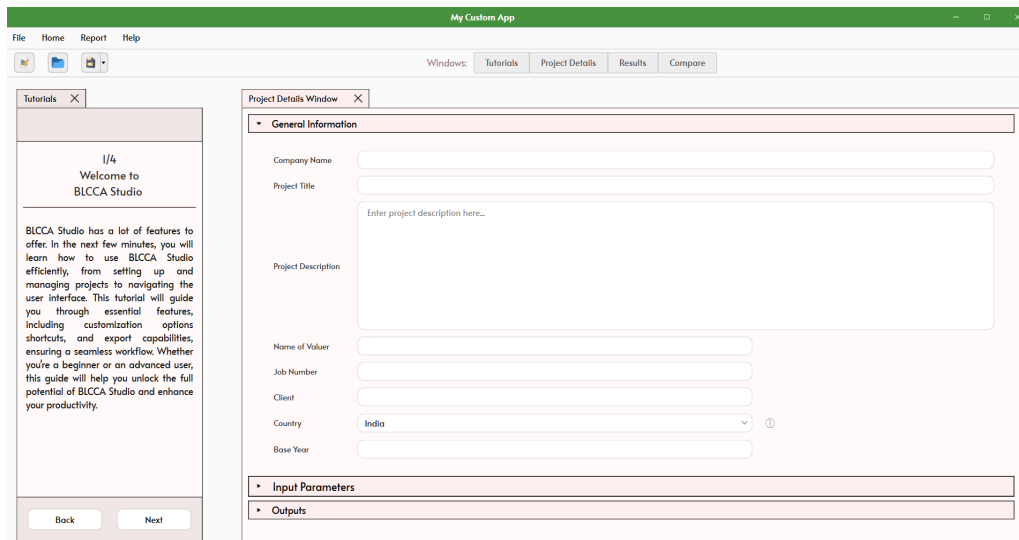 My Custom App
File Home Report Help
Windows: Tutorials Project Details Results Compare
Tutorials
1/4
Welcome to
BLCCA Studio
BLCCA Studio has a lot of features to
offer. In the next few minutes, you will
learn how to use BLCCA Studio
efficiently, from setting up and
managing projects to navigating the
user interface. This tutorial will guide
you through essential features,
including customization options
shortcuts, and export capabilities,
ensuring a seamless workflow. Whether
you're a beginner or an advanced user,
this guide will help you unlock the full
potential of BLCCA Studio and enhance
your productivity.
Back Next
Project Details Window
General Information
Company Name
Project Title
Project Description
Enter project description here...
Name of Valuer
Job Number
Client
Country India
Base Year
Input Parameters
Outputs